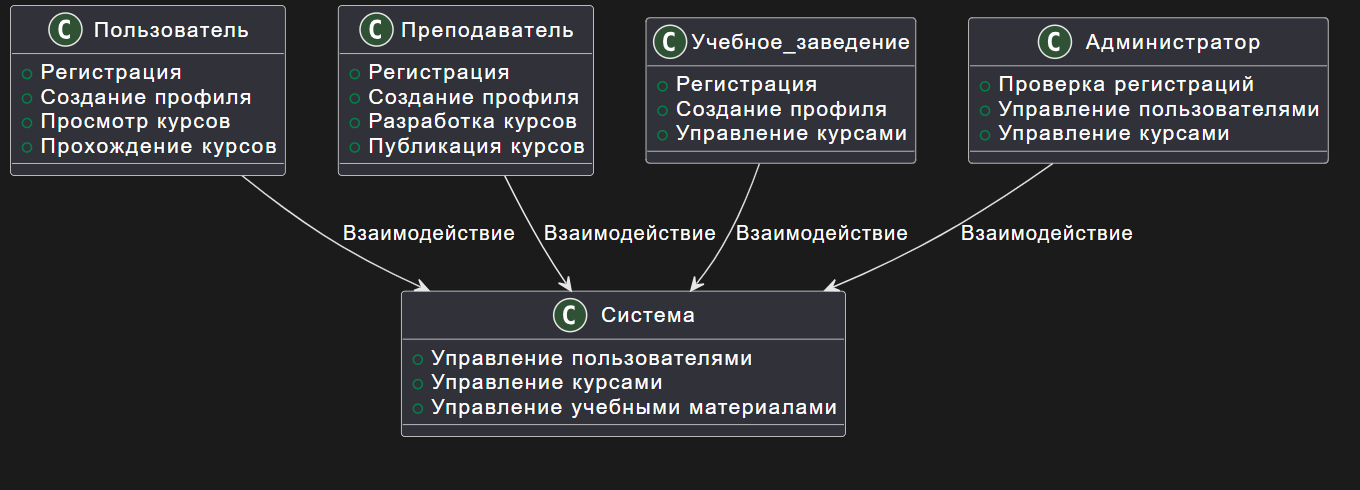 C Пользователь
Регистрация
Создание профиля
Просмотр курсов
Прохождение курсов
C Преподаватель
Регистрация
Создание профиля
Разработка курсов
Публикация курсов
C Учебное_заведение
Регистрация
Создание профиля
Управление курсами
C Администратор
Проверка регистраций
Управление пользователями
Управление курсами
Взаимодействие
Взаимодействие
Взаимодействие
Взаимодействие
C Система
Управление пользователями
Управление курсами
Управление учебными материалами